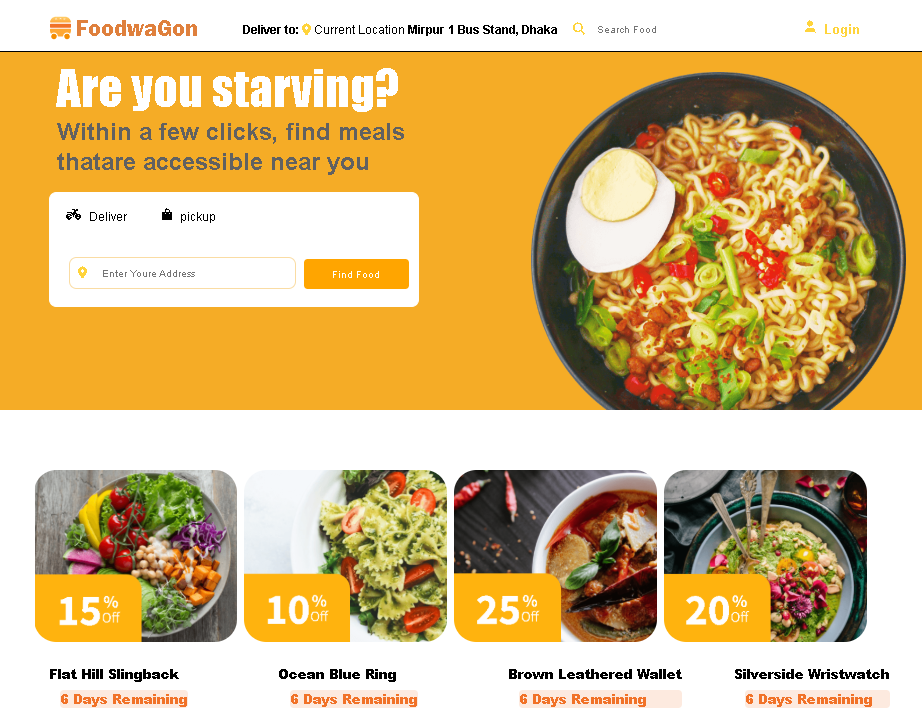 FoodwaGon
Deliver to: Current Location Mirpur 1 Bus Stand, Dhaka
Search Food
Login
Are you starving?
Within a few clicks, find meals
thatare accessible near you
Deliver
pickup
Enter Youre Address
Find Food
15% Off
10% Off
25% Off
20% Off
Flat Hill Slingback
Ocean Blue Ring
Brown Leathered Wallet
Silverside Wristwatch
6 Days Remaining
6 Days Remaining
6 Days Remaining
6 Days Remaining